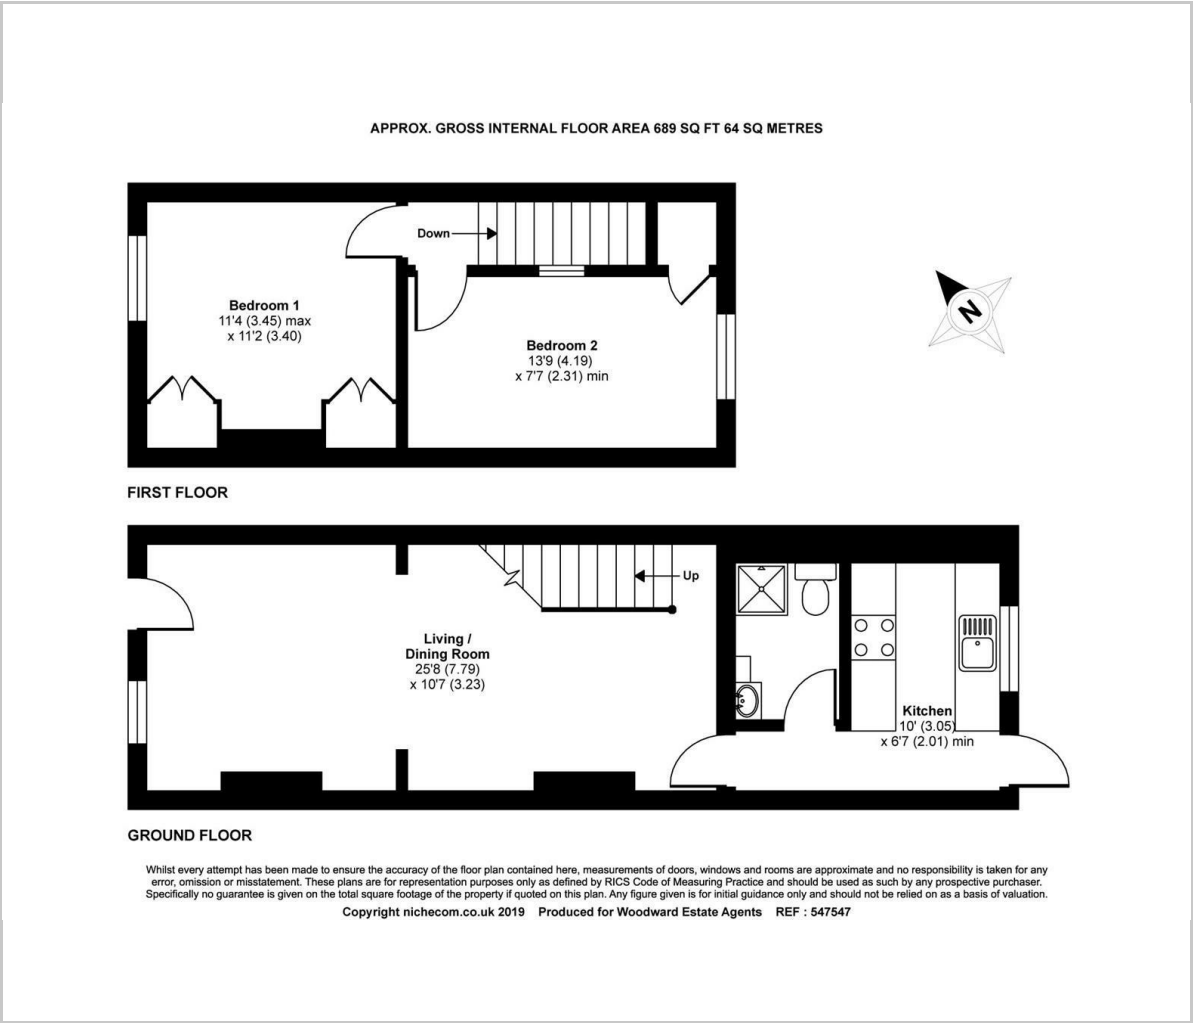 APPROX. GROSS INTERNAL FLOOR AREA 689 SQ FT 64 SQ METRES
Down
Bedroom 1
11'4 (3.45) max
x 11'2 (3.40)
Bedroom 2
13'9 (4.19)
x 7'7 (2.31) min
N
FIRST FLOOR
Up
Living /
Dining Room
25'8 (7.79)
x 10'7 (3.23)
Kitchen
10' (3.05)
x 6'7 (2.01) min
GROUND FLOOR
Whilst every attempt has been made to ensure the accuracy of the floor plan contained here, measurements of doors, windows and rooms are approximate and no responsibility is taken for any
error, omission or misstatement. These plans are for representation purposes only as defined by RICS Code of Measuring Practice and should be used as such by any prospective purchaser.
Specifically no guarantee is given on the total square footage of the property if quoted on this plan. Any figure given is for initial guidance only and should not be relied on as a basis of valuation.
Copyright nichecom.co.uk 2019 Produced for Woodward Estate Agents REF : 547547